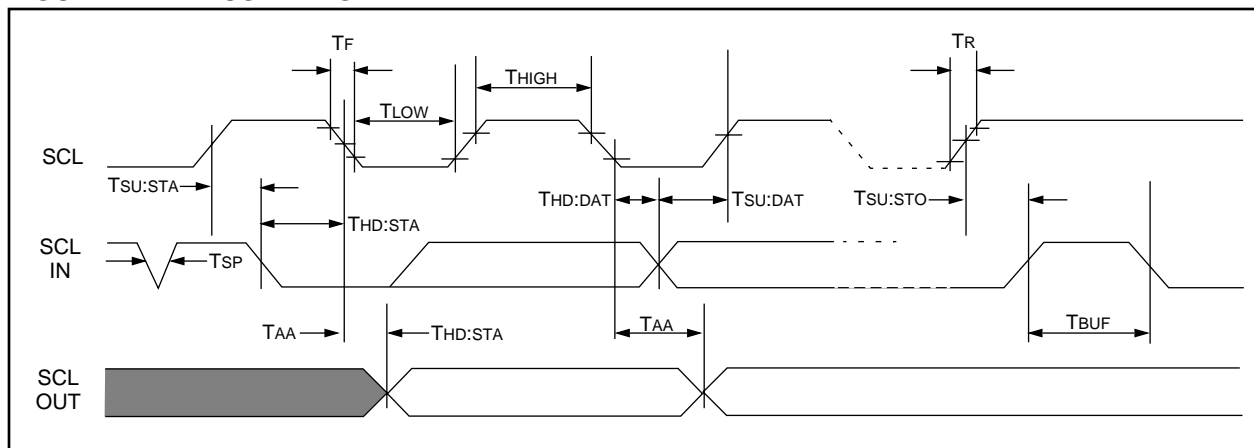 TF
TR
THIGH
TLOW
SCL
TSU:STA
THD:DAT
TSU:DAT
TSU:STO
THD:STA
SCL
IN
TSP
TAA
THD:STA
TAA
TBUF
SCL
OUT